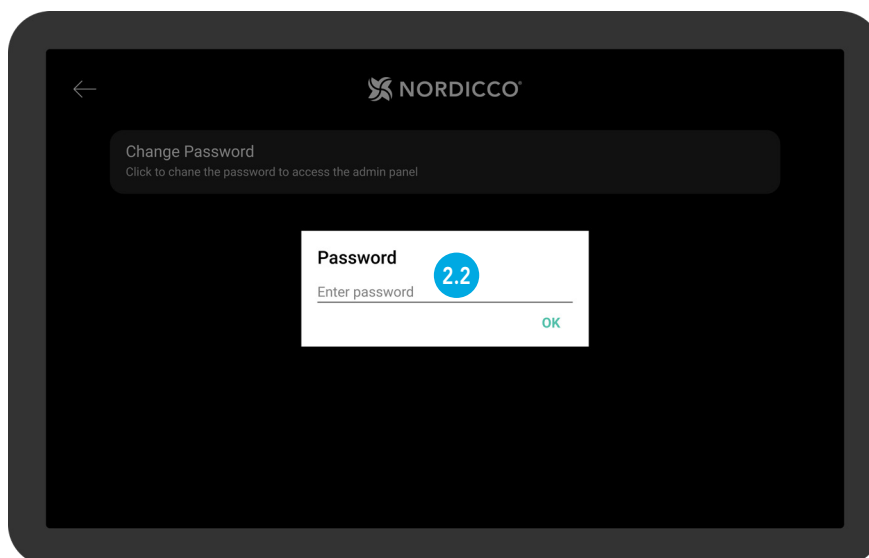 NORDICCO®
Change Password
Click to chane the password to access the admin panel
Password
2.2
Enter password
OK